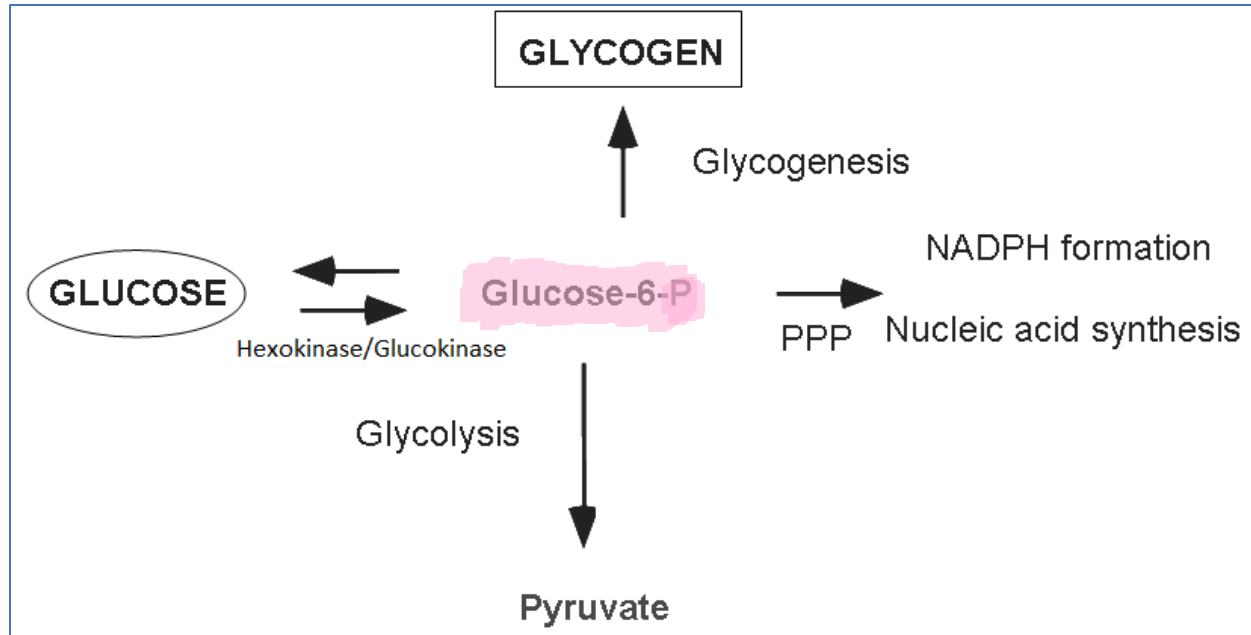 GLYCOGEN
Glycogenesis
NADPH formation
GLUCOSE
Glucose-6-P
PPP
Nucleic acid synthesis
Hexokinase/Glucokinase
Glycolysis
Pyruvate